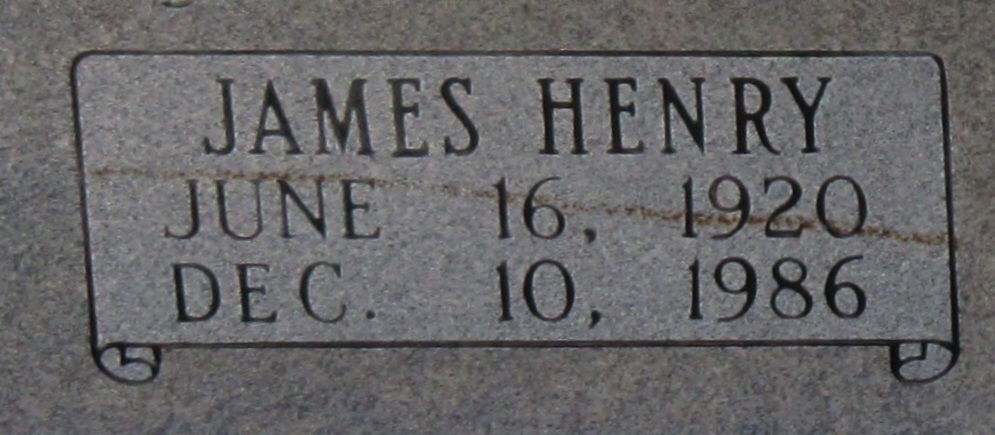 JAMES HENRY
JUNE 16, 1920
DEC. 10, 1986